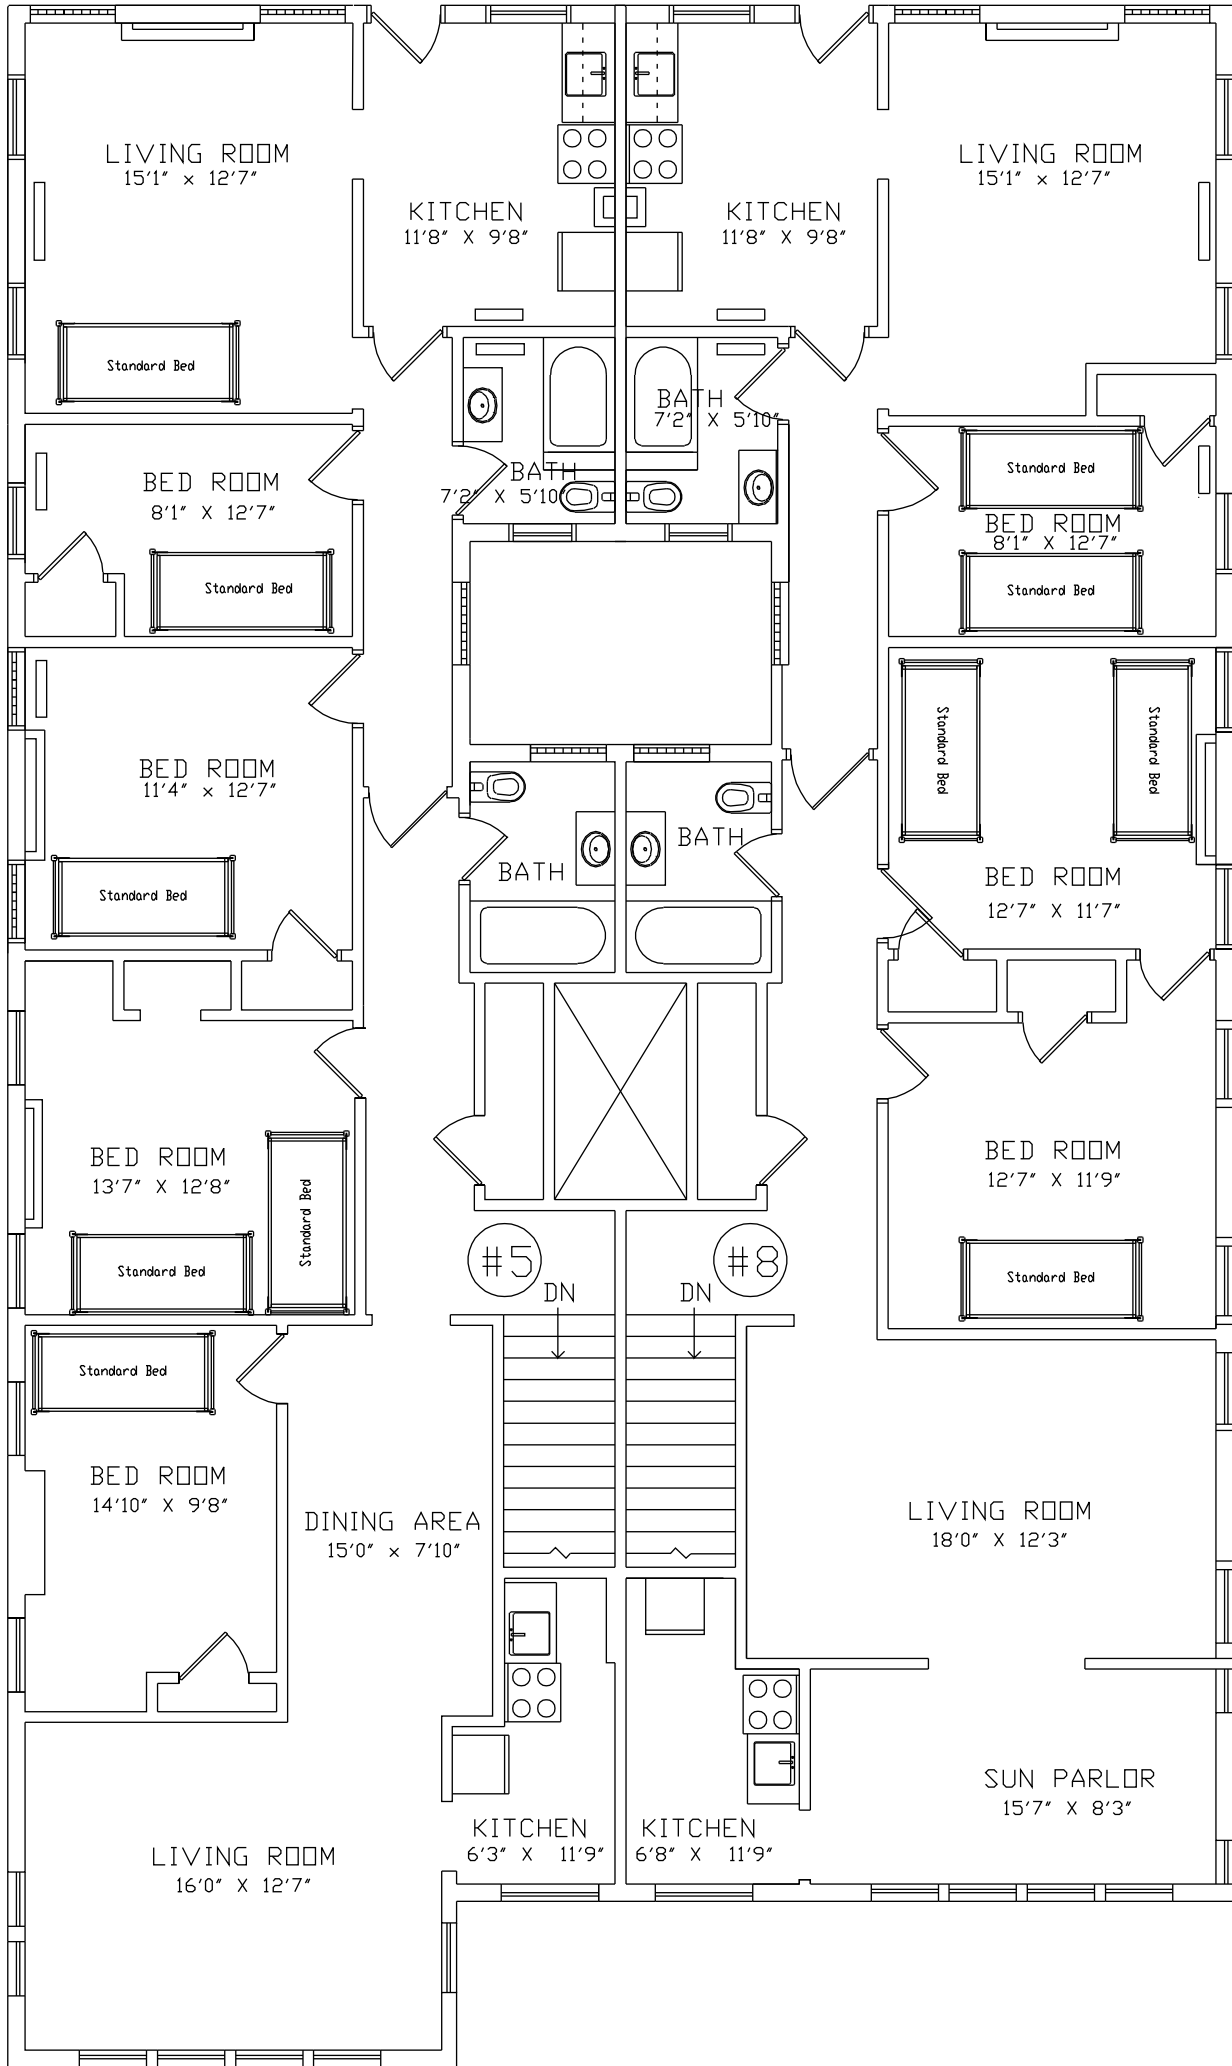 LIVING ROOM
15'1" x 12'7"
LIVING ROOM
15'1" x 12'7"
KITCHEN
11'8" X 9'8"
KITCHEN
11'8" X 9'8"
Standard Bed
BATH
7'2" X 5'10"
BATH
7'2" X 5'10"
BED ROOM
8'1" X 12'7"
Standard Bed
Standard Bed
BED ROOM
8'1" X 12'7"
Standard Bed
BED ROOM
11'4" x 12'7"
Standard Bed
Standard Bed
Standard Bed
BED ROOM
12'7" X 11'7"
BATH
BATH
BED ROOM
13'7" X 12'8"
Standard Bed
Standard Bed
BED ROOM
12'7" X 11'9"
Standard Bed
#5
#8
DN
DN
Standard Bed
BED ROOM
14'10" X 9'8"
DINING AREA
15'0" x 7'10"
LIVING ROOM
18'0" X 12'3"
SUN PARLOR
15'7" X 8'3"
KITCHEN
6'3" X 11'9"
KITCHEN
6'8" X 11'9"
LIVING ROOM
16'0" X 12'7"